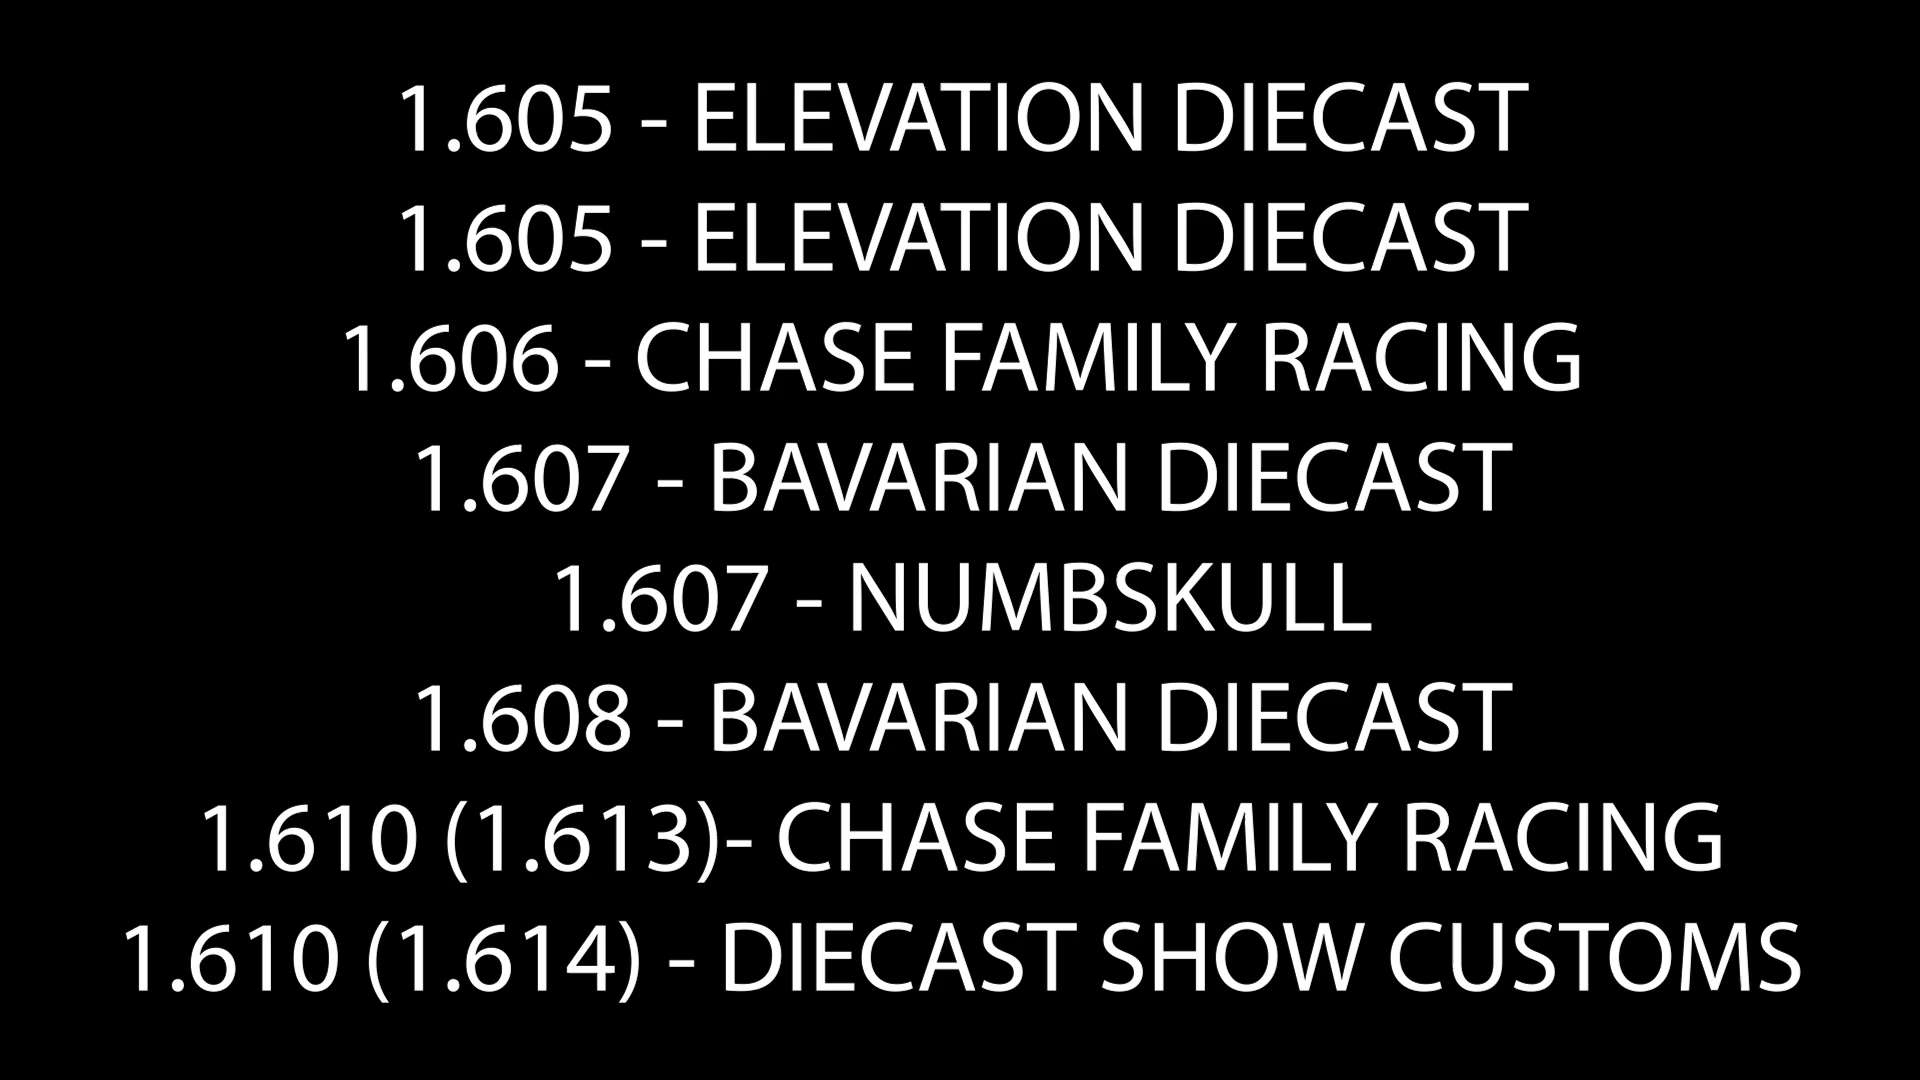 1.605 - ELEVATION DIECAST
1.605 - ELEVATION DIECAST
1.606 - CHASE FAMILY RACING
1.607 - BAVARIAN DIECAST
1.607 - NUMBSKULL
1.608 - BAVARIAN DIECAST
1.610 (1.613)- CHASE FAMILY RACING
1.610 (1.614) - DIECAST SHOW CUSTOMS